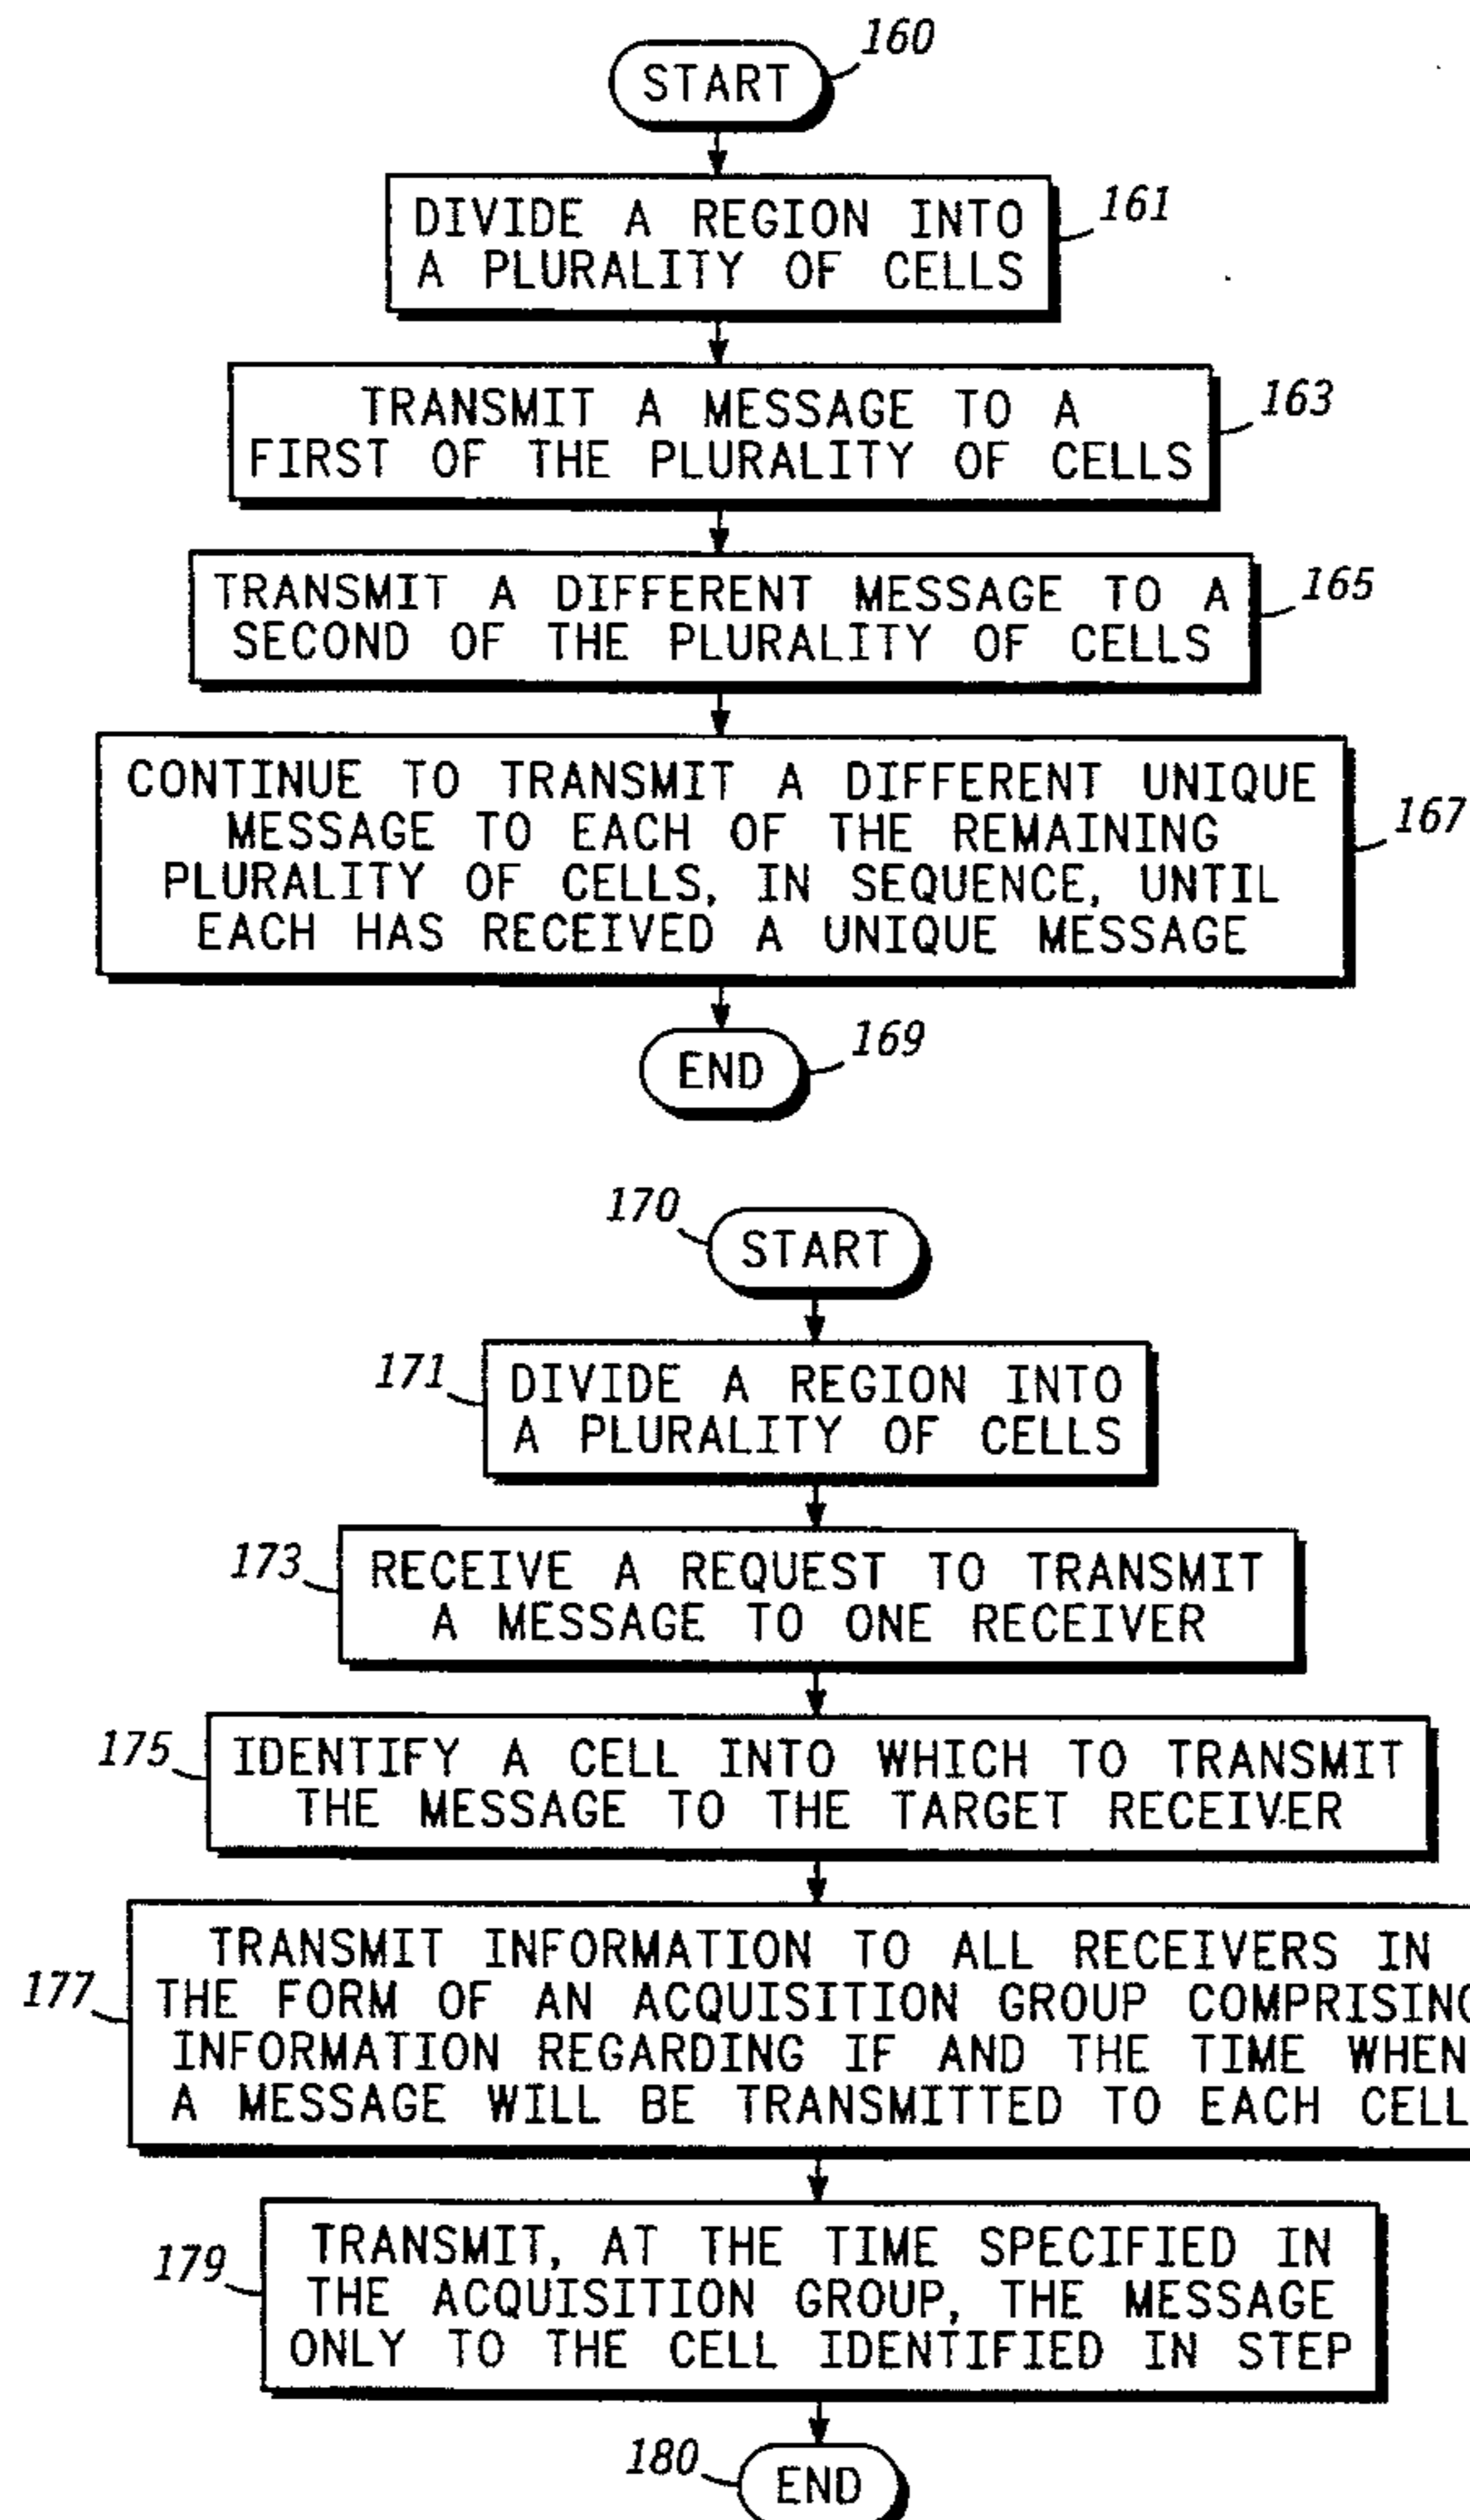 START 160
DIVIDE A REGION INTO 161
A PLURALITY OF CELLS
TRANSMIT A MESSAGE TO A 163
FIRST OF THE PLURALITY OF CELLS
TRANSMIT A DIFFERENT MESSAGE TO A 165
SECOND OF THE PLURALITY OF CELLS
CONTINUE TO TRANSMIT A DIFFERENT UNIQUE
MESSAGE TO EACH OF THE REMAINING 167
PLURALITY OF CELLS, IN SEQUENCE, UNTIL
EACH HAS RECEIVED A UNIQUE MESSAGE
END 169
170 START
171 DIVIDE A REGION INTO
A PLURALITY OF CELLS
173 RECEIVE A REQUEST TO TRANSMIT
A MESSAGE TO ONE RECEIVER
175 IDENTIFY A CELL INTO WHICH TO TRANSMIT
THE MESSAGE TO THE TARGET RECEIVER
TRANSMIT INFORMATION TO ALL RECEIVERS IN
177 THE FORM OF AN ACQUISITION GROUP COMPRISING
INFORMATION REGARDING IF AND THE TIME WHEN
A MESSAGE WILL BE TRANSMITTED TO EACH CELL
179 TRANSMIT, AT THE TIME SPECIFIED IN
THE ACQUISITION GROUP, THE MESSAGE
ONLY TO THE CELL IDENTIFIED IN STEP
180 END